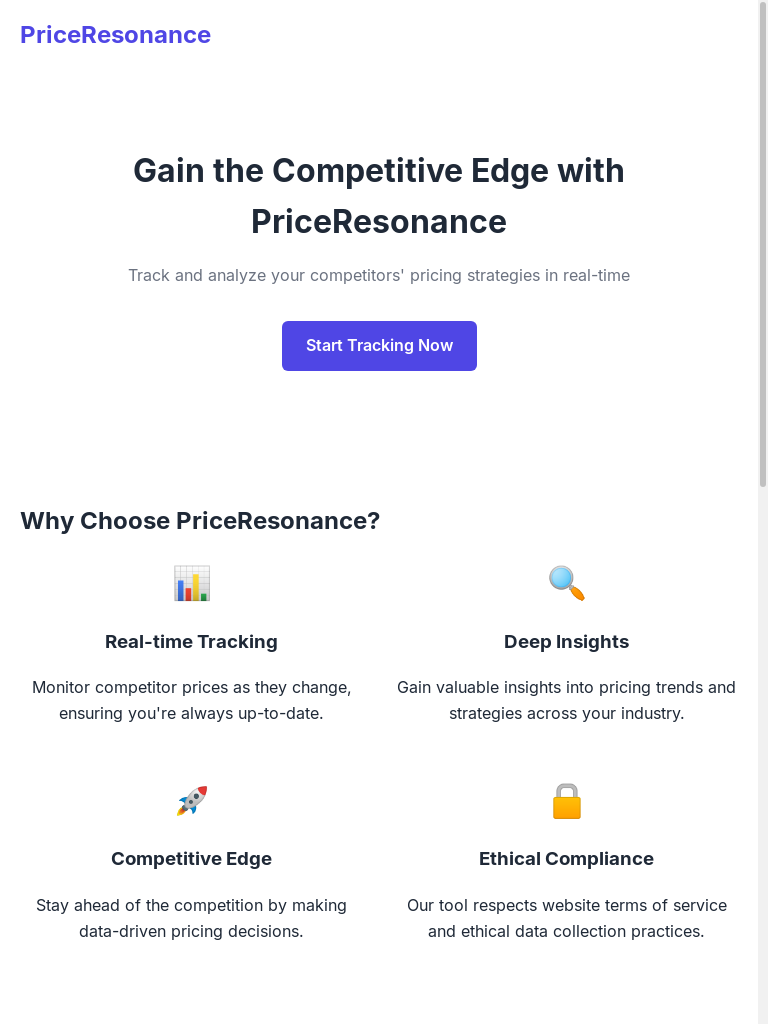 PriceResonance
Gain the Competitive Edge with
PriceResonance
Track and analyze your competitors' pricing strategies in real-time
Start Tracking Now
Why Choose PriceResonance?
Real-time Tracking
Monitor competitor prices as they change,
ensuring you're always up-to-date.
Deep Insights
Gain valuable insights into pricing trends and
strategies across your industry.
Competitive Edge
Stay ahead of the competition by making
data-driven pricing decisions.
Ethical Compliance
Our tool respects website terms of service
and ethical data collection practices.